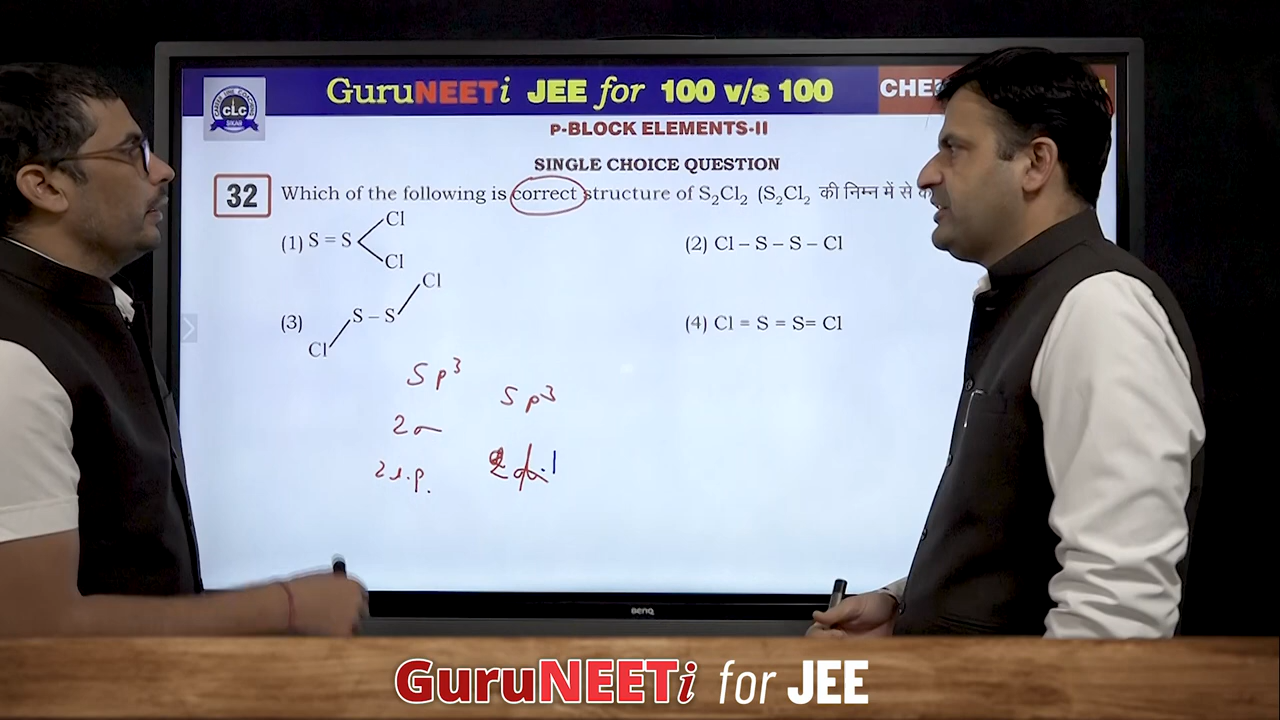 GuruNEETi JEE for 100 v/s 100
CHE
CLC
SIKAR
P-BLOCK ELEMENTS-II
SINGLE CHOICE QUESTION
32 Which of the following is correct structure of S₂Cl₂ (S₂Cl₂ की निम्न में से
(1) S = S Cl Cl
(2) Cl – S – S – Cl
(3) Cl S – S Cl
(4) Cl = S = S= Cl
Sp³ Sp³
2σ
2 l.p.
BENQ
GuruNEETi for JEE